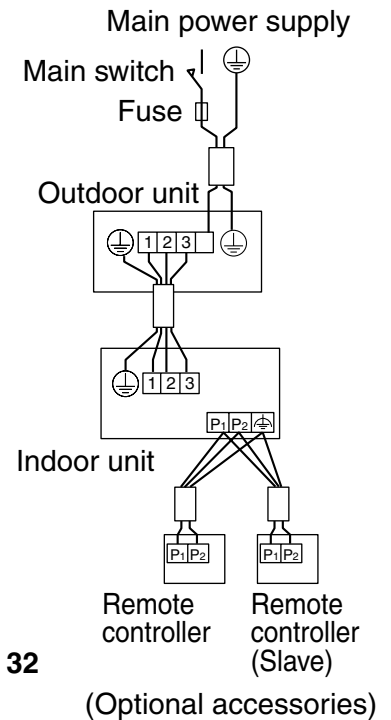 Main power supply
Main switch
Fuse
Outdoor unit
1 2 3
1 2 3
P1 P2
Indoor unit
P1 P2 P1 P2
Remote controller
Remote controller (Slave)
32
(Optional accessories)